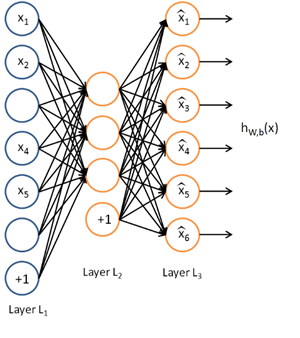 x1
x2
x4
x5
+1
Layer L1
+1
Layer L2
x̂1
x̂2
x̂3
x̂4
x̂5
x̂6
Layer L3
hW,b(x)